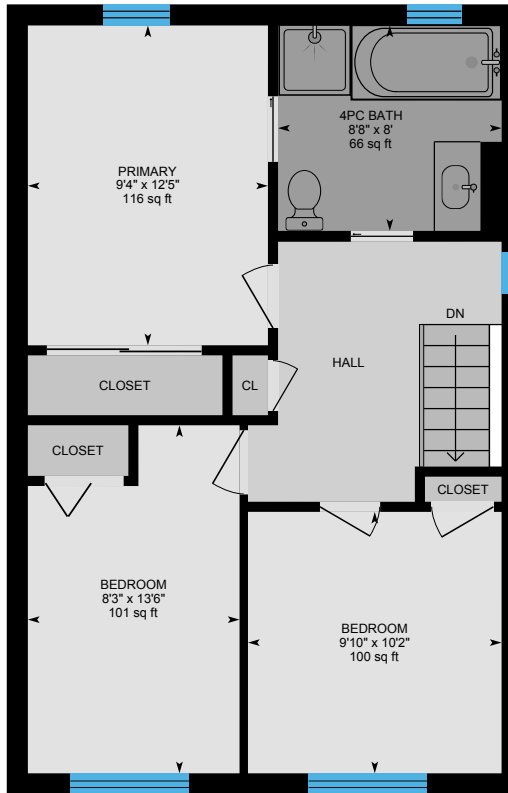 4PC BATH
8'8" x 8'
66 sq ft
PRIMARY
9'4" x 12'5"
116 sq ft
DN
HALL
CLOSET
CL
CLOSET
CLOSET
BEDROOM
8'3" x 13'6"
101 sq ft
BEDROOM
9'10" x 10'2"
100 sq ft